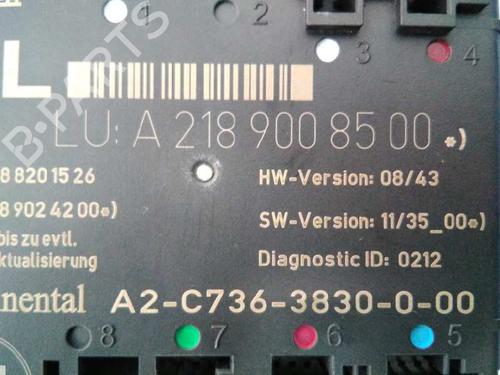 1 2
3 4
L
LU: A 218 900 85 00 *)
8 820 15 26
HW-Version: 08/43
8 902 42 00*)
SW-Version: 11/35_00*)
bis zu evtl.
ktualisierung
Diagnostic ID: 0212
nental A2-C736-3830-0-00
8 7 6 5
B-PARTS